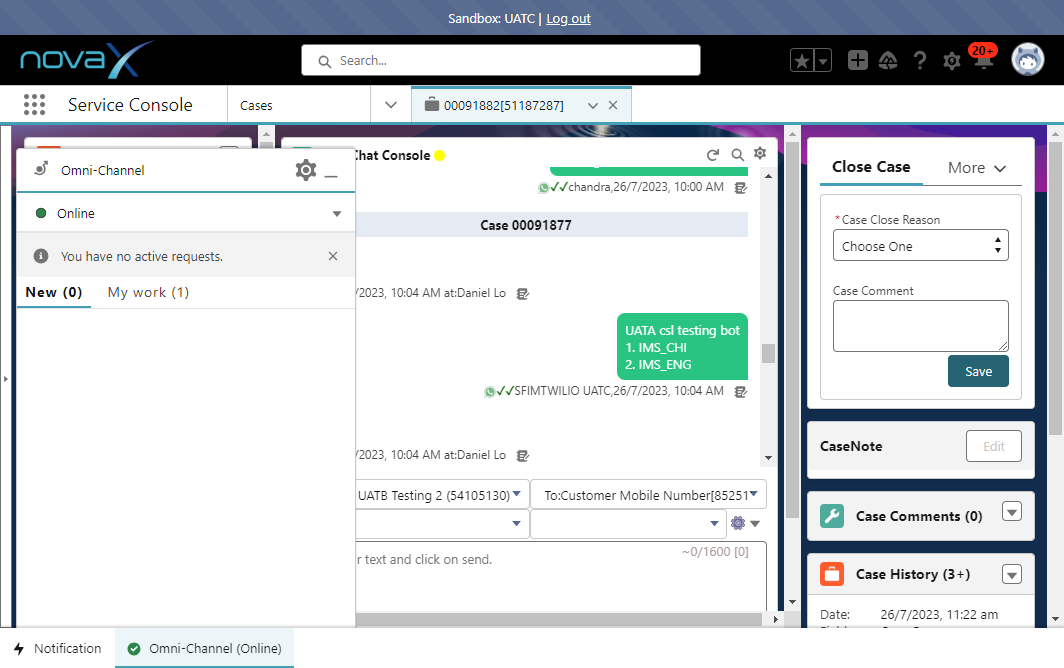 Sandbox: UATC | Log out
novaX
Search...
20+
Service Console
Cases
00091882[51187287]
Omni-Channel
Online
You have no active requests.
New (0)
My work (1)
Chat Console
chandra,26/7/2023, 10:00 AM
Case 00091877
/2023, 10:04 AM at:Daniel Lo
UATA csl testing bot
1. IMS_CHI
2. IMS_ENG
SFIMTWILIO UATC,26/7/2023, 10:04 AM
/2023, 10:04 AM at:Daniel Lo
UATB Testing 2 (54105130)
To:Customer Mobile Number[85251
r text and click on send.
~0/1600 [0]
Close Case
More
*Case Close Reason
Choose One
Case Comment
Save
CaseNote
Edit
Case Comments (0)
Case History (3+)
Date:
26/7/2023, 11:22 am
Notification
Omni-Channel (Online)